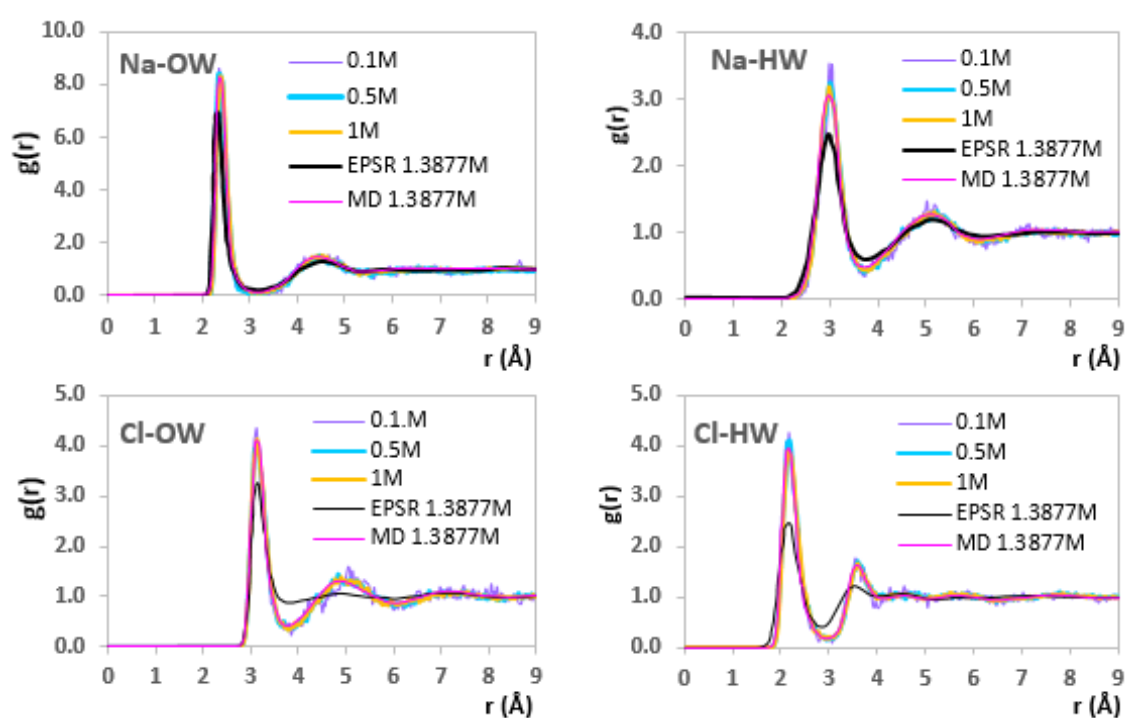 10.0
8.0
6.0
4.0
2.0
0.0
g(r)
Na-OW
0.1M
0.5M
1M
EPSR 1.3877M
MD 1.3877M
0 1 2 3 4 5 6 7 8 9
r (Å)
4.0
3.0
2.0
1.0
0.0
g(r)
Na-HW
0.1M
0.5M
1M
EPSR 1.3877M
MD 1.3877M
0 1 2 3 4 5 6 7 8 9
r (Å)
5.0
4.0
3.0
2.0
1.0
0.0
g(r)
Cl-OW
0.1.M
0.5M
1M
EPSR 1.3877M
MD 1.3877M
0 1 2 3 4 5 6 7 8 9
r (Å)
5.0
4.0
3.0
2.0
1.0
0.0
g(r)
Cl-HW
0.1M
0.5M
1M
EPSR 1.3877M
MD 1.3877M
0 1 2 3 4 5 6 7 8 9
r (Å)